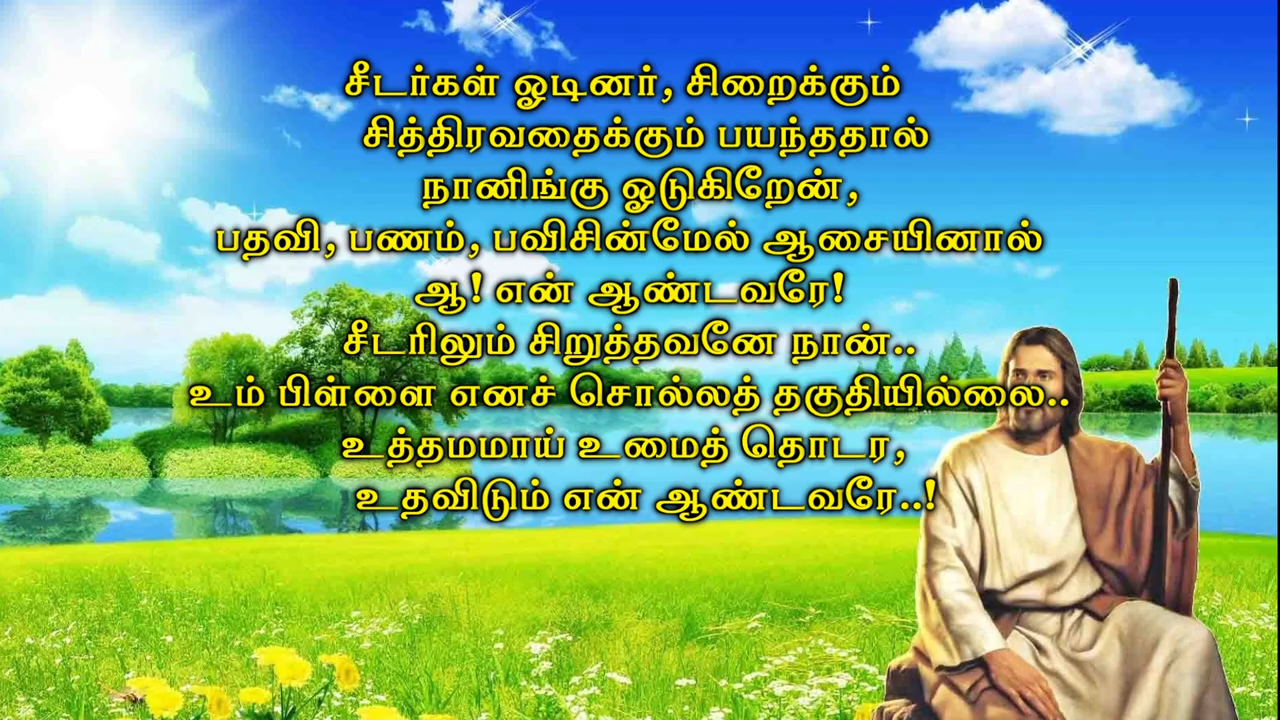 சீடர்கள் ஓடினர், சிறைக்கும்
சித்திரவதைக்கும் பயந்ததால்
நானிங்கு ஓடுகிறேன்,
பதவி, பணம், பவிசின்மேல் ஆசையினால்
ஆ! என் ஆண்டவரே!
சீடரிலும் சிறுத்தவனே நான்..
உம் பிள்ளை எனச் சொல்லத் தகுதியில்லை..
உத்தமமாய் உமைத் தொடர,
உதவிடும் என் ஆண்டவரே..!